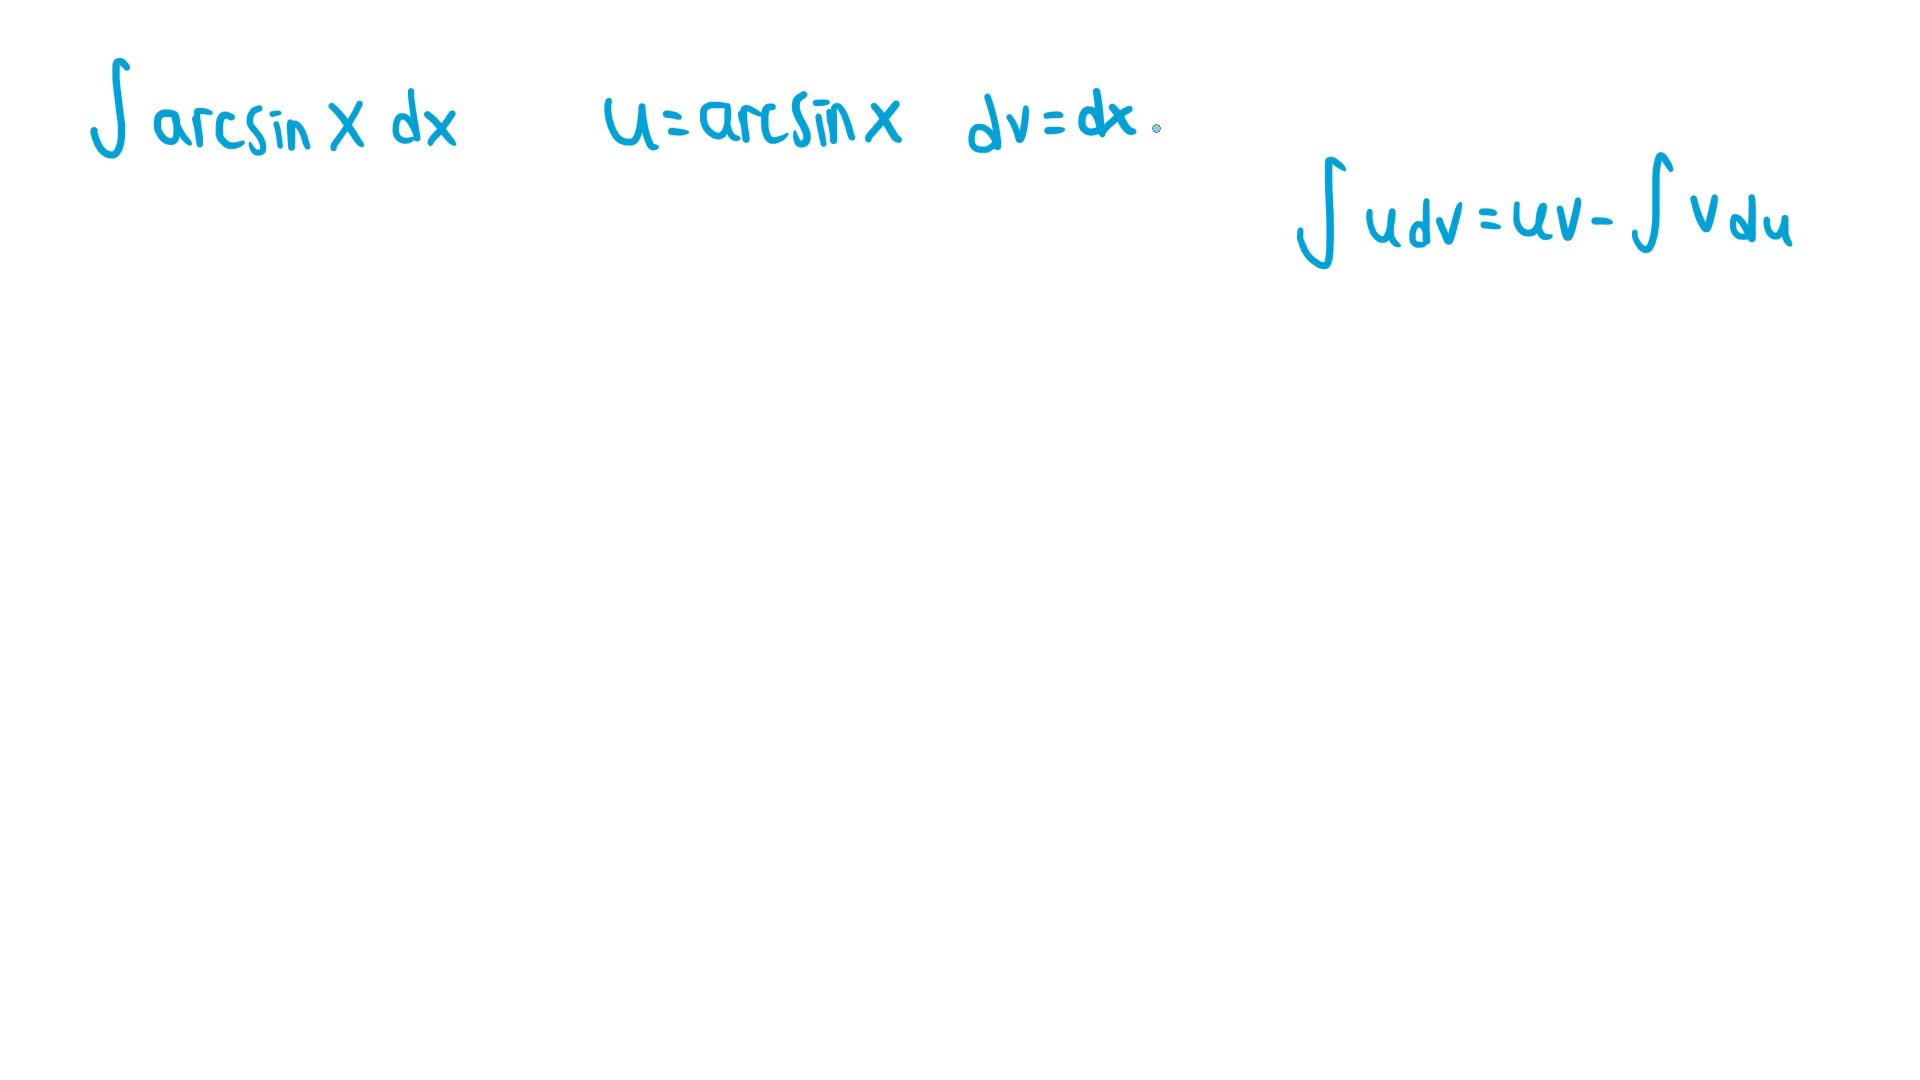 ∫ arcsin x dx u = arcsin x dv = dx
∫ u dv = uv - ∫ v du